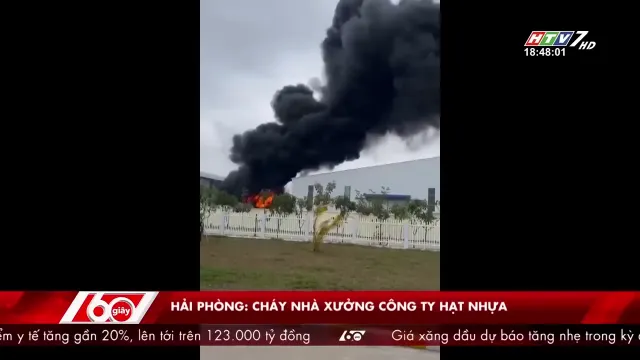 HTV7 HD
18:48:01
60 giây
HẢI PHÒNG: CHÁY NHÀ XƯỞNG CÔNG TY HẠT NHỰA
ểm y tế tăng gần 20%, lên tới trên 123.000 tỷ đồng 60 Giá xăng dầu dự báo tăng nhẹ trong kỳ